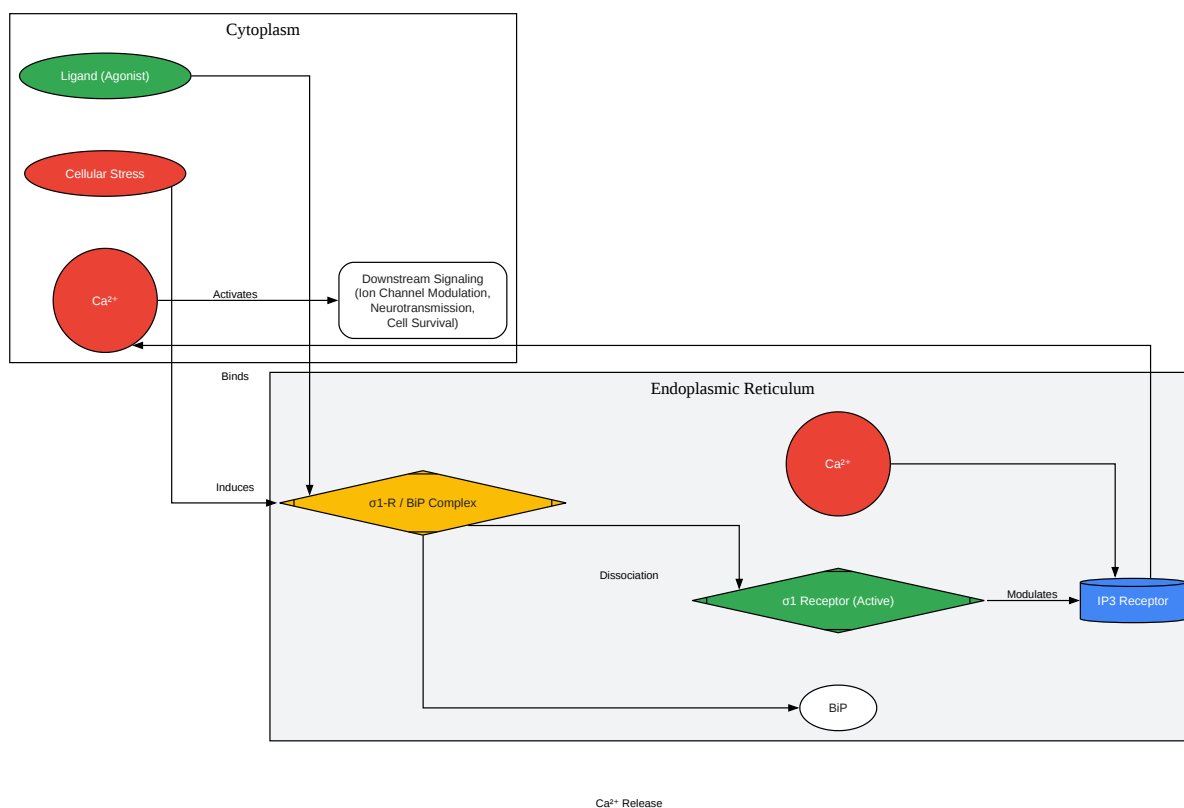 Cytoplasm
Ligand (Agonist)
Cellular Stress
Ca²⁺
Activates
Downstream Signaling
(Ion Channel Modulation,
Neurotransmission,
Cell Survival)
Binds
Endoplasmic Reticulum
Ca²⁺
Induces
σ1-R / BiP Complex
Dissociation
σ1 Receptor (Active)
Modulates
IP3 Receptor
BiP
Ca²⁺ Release